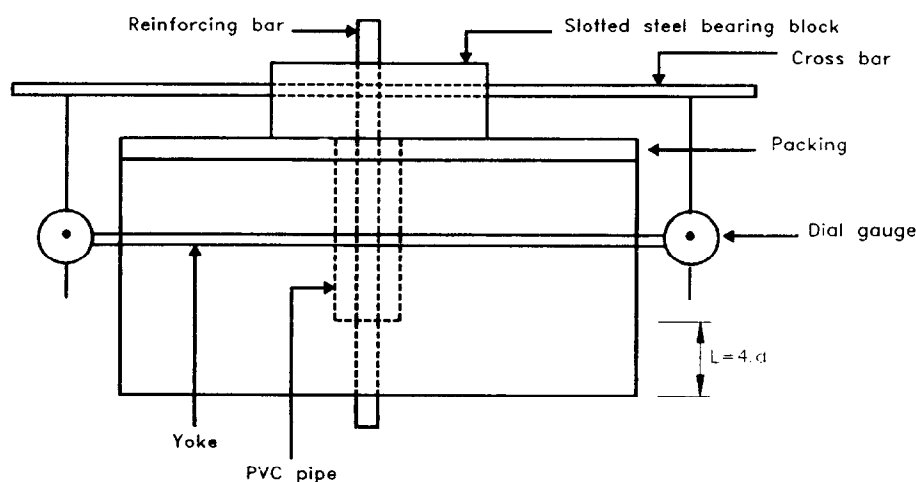 Reinforcing bar
Slotted steel bearing block
Cross bar
Packing
Dial gauge
L=4.d
Yoke
PVC pipe